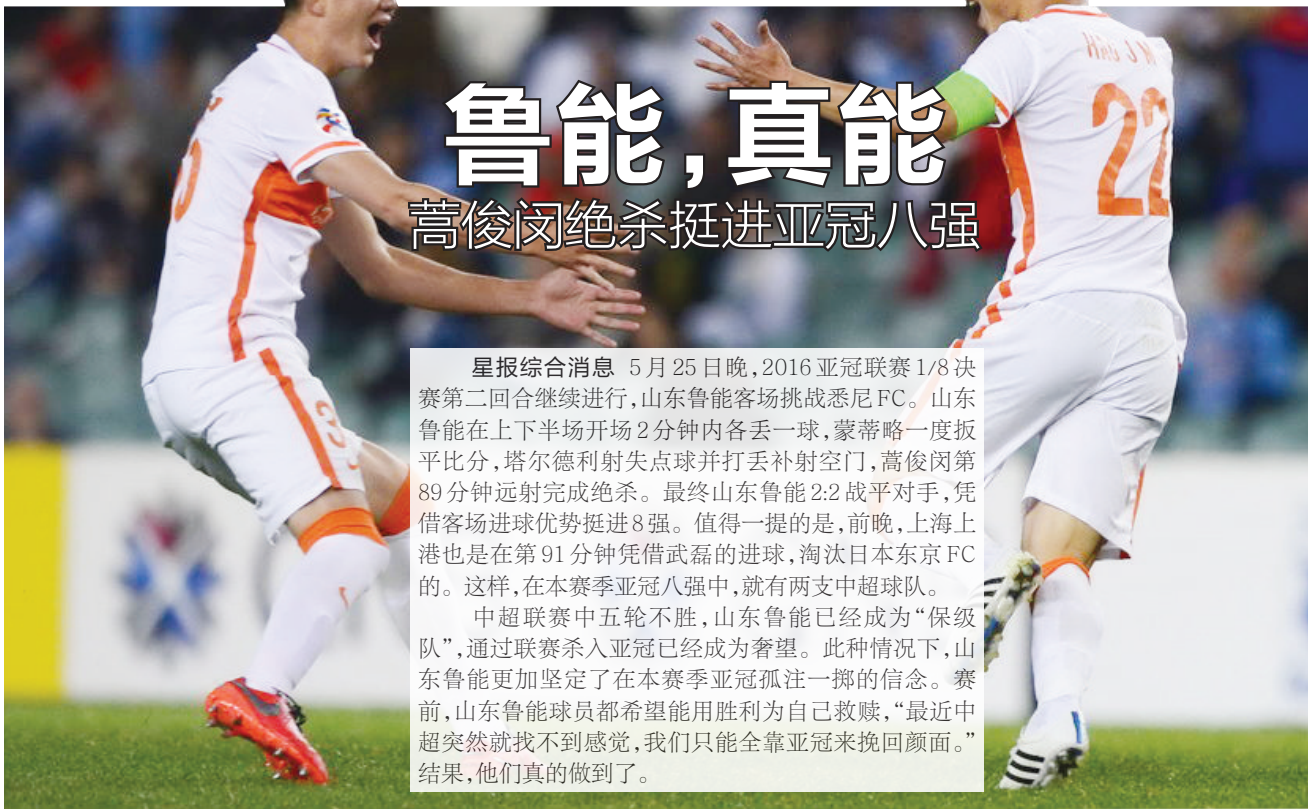 HAO J M
22
3
鲁能，真能
蒿俊闵绝杀挺进亚冠八强
星报综合消息 5月25日晚，2016亚冠联赛1/8决
赛第二回合继续进行，山东鲁能客场挑战悉尼FC。山东
鲁能在上下半场开场2分钟内各丢一球，蒙蒂略一度扳
平比分，塔尔德利射失点球并打丢补射空门，蒿俊闵第
89分钟远射完成绝杀。最终山东鲁能2:2战平对手，凭
借客场进球优势挺进8强。值得一提的是，前晚，上海上
港也是在第91分钟凭借武磊的进球，淘汰日本东京FC
的。这样，在本赛季亚冠八强中，就有两支中超球队。
中超联赛中五轮不胜，山东鲁能已经成为“保级
队”，通过联赛杀入亚冠已经成为奢望。此种情况下，山
东鲁能更加坚定了在本赛季亚冠孤注一掷的信念。赛
前，山东鲁能球员都希望能用胜利为自己救赎，“最近中
超突然就找不到感觉，我们只能全靠亚冠来挽回颜面。”
结果，他们真的做到了。